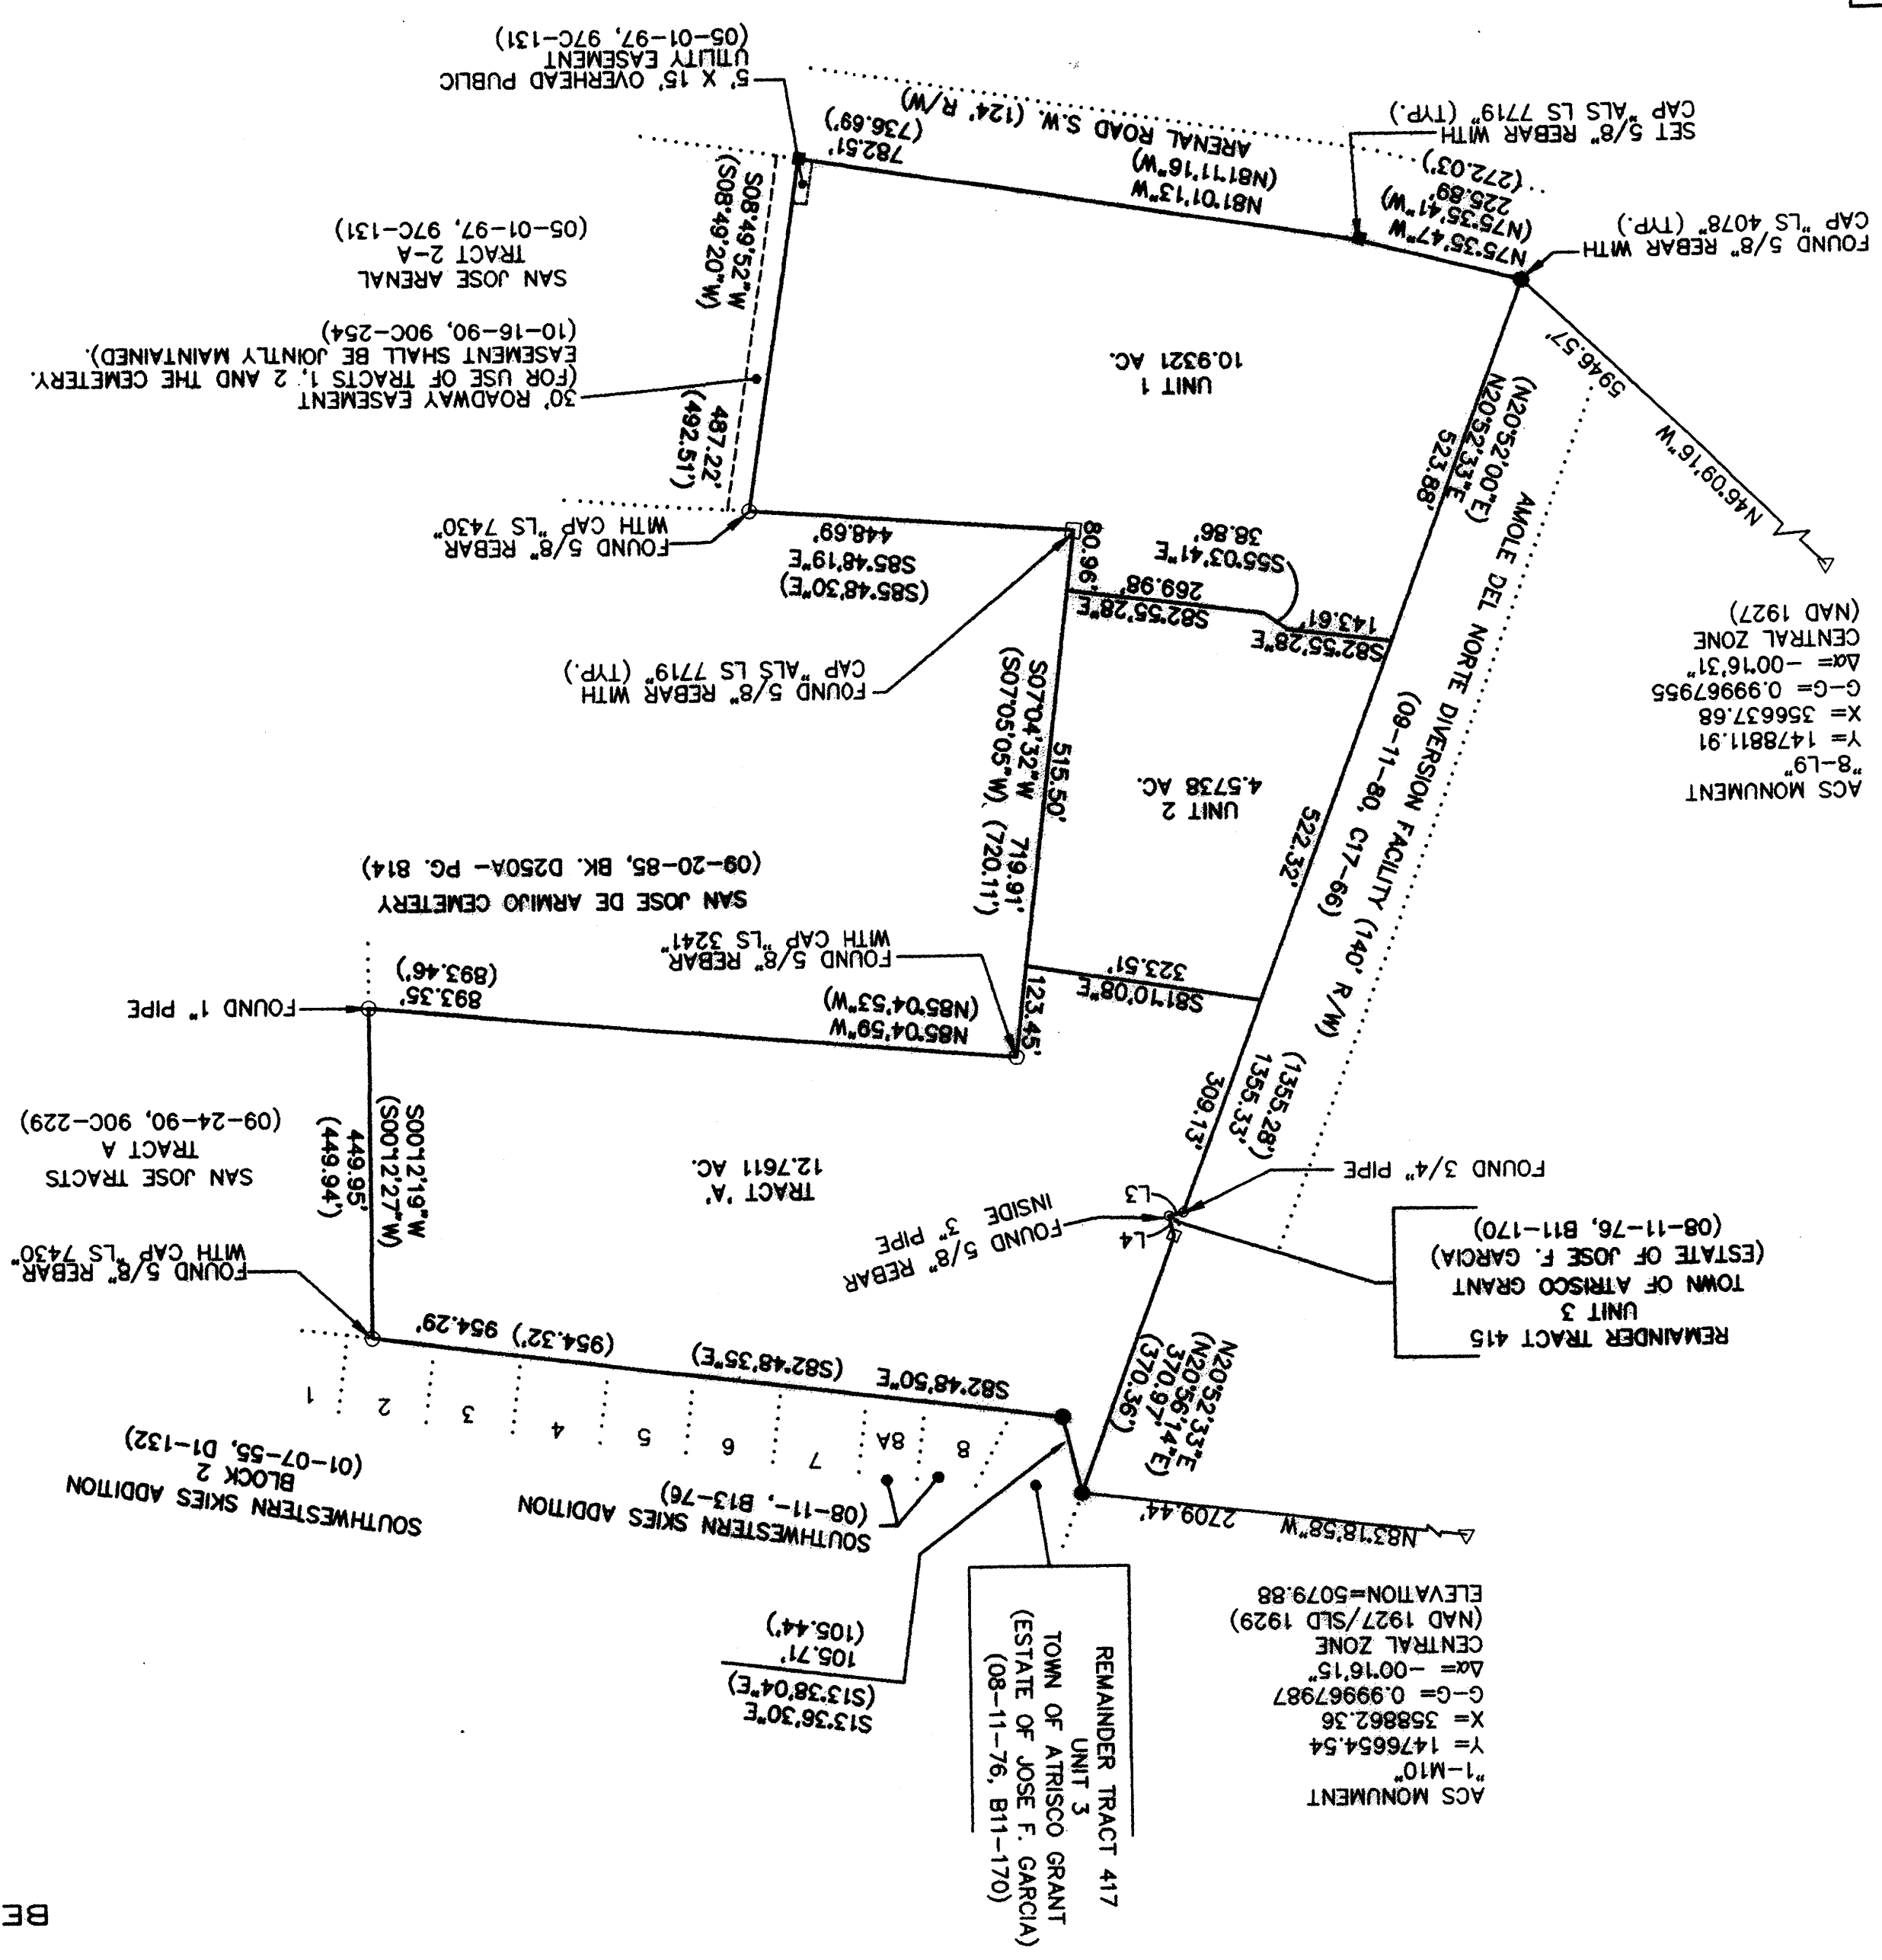 BE
ACS MONUMENT
"1-M10"
Y= 1476654.54
X= 358862.36
G-G= 0.99967987
Δα= -00°16'15"
CENTRAL ZONE
(NAD 1927/SLD 1929)
ELEVATION=5079.88
REMAINDER TRACT 417
UNIT 3
TOWN OF ATRISCO GRANT
(ESTATE OF JOSE F. GARCIA)
(08-11-76, B11-170)
S13°36'30"E
(S13°38'04"E)
105.71'
(105.44')
N83°18'58"W
2709.44'
SOUTHWESTERN SKIES ADDITION
(08-11-, B13-76)
SOUTHWESTERN SKIES ADDITION
BLOCK 2
(01-07-55, D1-132)
8
8A
7
6
5
4
3
2
1
N20°52'33"E
(N20°56'14"E)
370.97'
(370.36')
S82°48'50"E
(S82°48'35"E)
(954.32')
954.29'
REMAINDER TRACT 415
UNIT 3
TOWN OF ATRISCO GRANT
(ESTATE OF JOSE F. GARCIA)
(08-11-76, B11-170)
FOUND 5/8" REBAR
INSIDE 3" PIPE
L4
L3
FOUND 3/4" PIPE
FOUND 5/8" REBAR
WITH CAP "LS 7430"
TRACT 'A'
12.7611 AC.
S00°12'19"W
(S00°12'27"W)
449.95'
(449.94')
SAN JOSE TRACTS
TRACT A
(09-24-90, 90C-229)
309.13'
1355.33'
(1355.28')
N85°04'59"W
(N85°04'53"W)
893.35'
(893.46')
FOUND 1" PIPE
123.45'
S81°10'08"E
323.51'
FOUND 5/8" REBAR
WITH CAP "LS 3241"
SAN JOSE DE ARMIJO CEMETERY
(09-20-85, BK. D250A- PG. 814)
AMOLE DEL NORTE DIVERSION FACILITY (140' R/W)
(09-11-80, C17-66)
522.32'
UNIT 2
4.5738 AC.
515.50'
S07°04'32"W 719.91'
(S07°05'05"W) (720.11')
ACS MONUMENT
"8-L9"
Y= 1478811.91
X= 356637.68
G-G= 0.99967955
Δα= -00°16'31"
CENTRAL ZONE
(NAD 1927)
FOUND 5/8" REBAR WITH
CAP "ALS LS 7719" (TYP.)
S82°55'28"E
143.61'
S55°03'41"E
38.86'
S82°55'28"E
269.98'
80.96'
(S85°48'30"E)
S85°48'19"E
448.69'
FOUND 5/8" REBAR
WITH CAP "LS 7430"
N46°09'16"W
5946.57'
523.88'
N20°52'33"E
(N20°52'00"E)
UNIT 1
10.9321 AC.
487.22'
(492.51')
S08°49'52"W
(S08°49'20"W)
30' ROADWAY EASEMENT
(FOR USE OF TRACTS 1, 2 AND THE CEMETERY.
EASEMENT SHALL BE JOINTLY MAINTAINED).
(10-16-90, 90C-254)
SAN JOSE ARENAL
TRACT 2-A
(05-01-97, 97C-131)
FOUND 5/8" REBAR WITH
CAP "LS 4078" (TYP.)
N75°35'47"W
(N75°35'41"W)
225.89'
(272.03')
SET 5/8" REBAR WITH
CAP "ALS LS 7719" (TYP.)
N81°01'13"W
(N81°11'16"W)
782.51'
(736.69')
ARENAL ROAD S.W. (124' R/W)
5' X 15' OVERHEAD PUBLIC
UTILITY EASEMENT
(05-01-97, 97C-131)